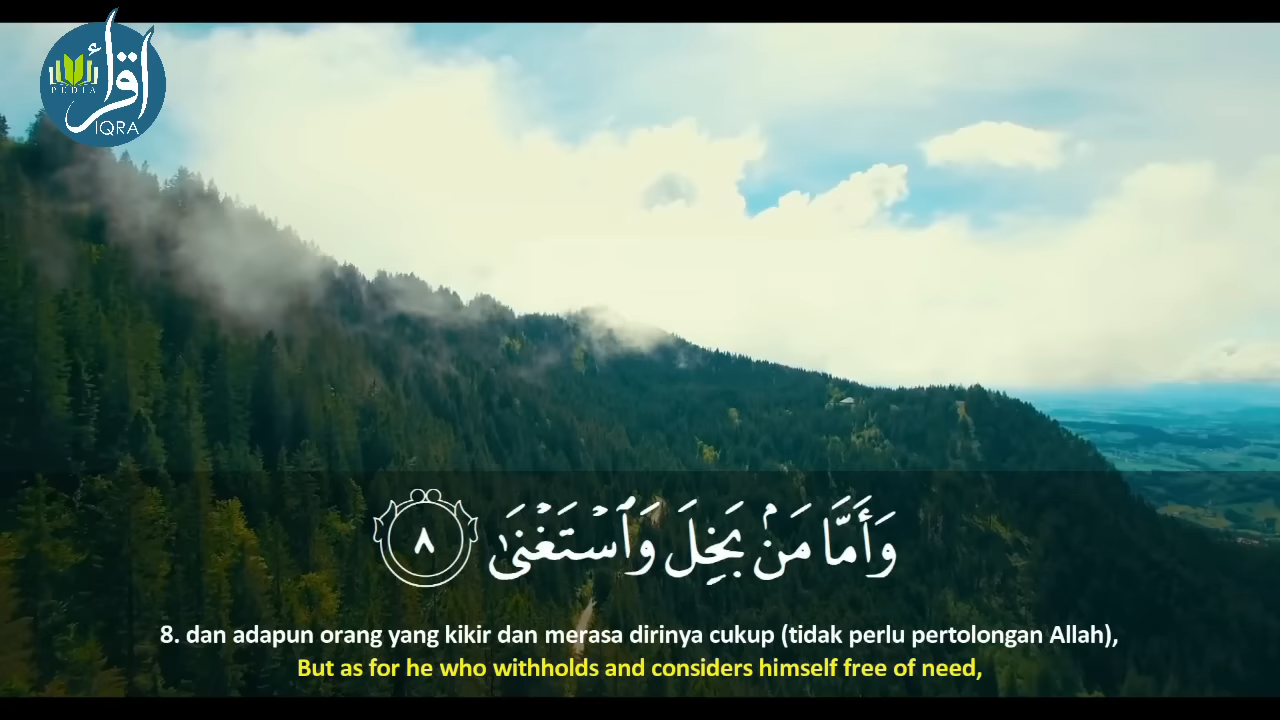 اقرأ
PEDIA
IQRA
وَأَمَّا مَنۢ بَخِلَ وَٱسْتَغْنَىٰ ٨
8. dan adapun orang yang kikir dan merasa dirinya cukup (tidak perlu pertolongan Allah),
But as for he who withholds and considers himself free of need,